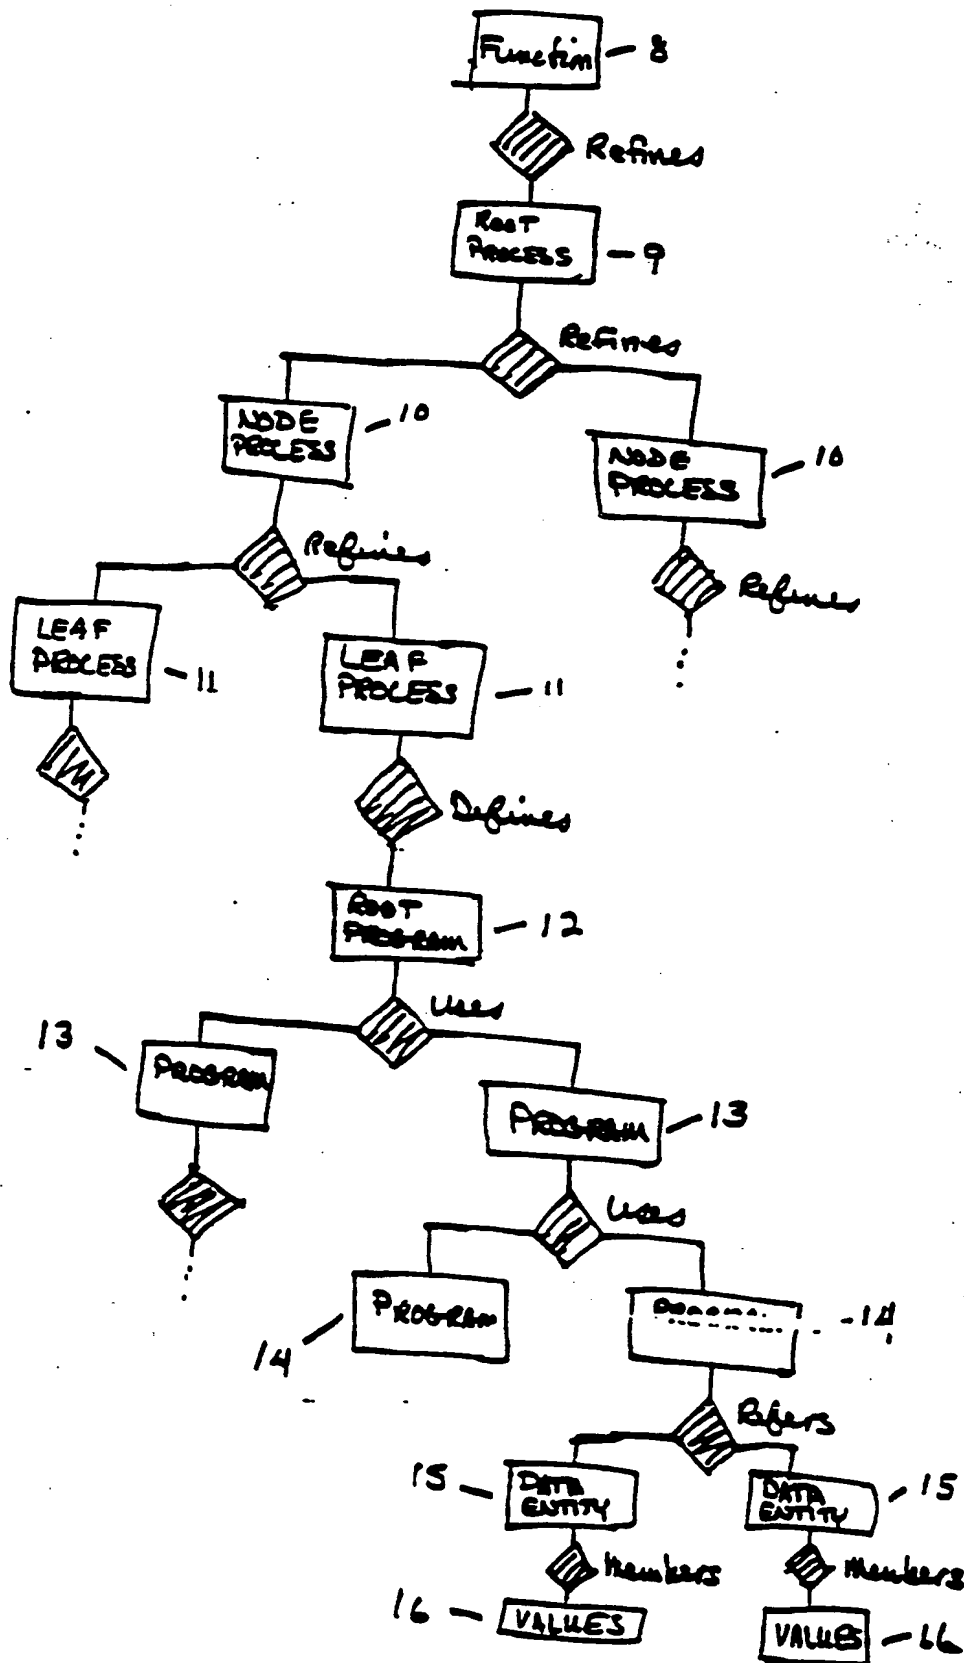 Function
8
Refines
ROOT
PROCESS
9
Refines
NODE
PROCESS
10
NODE
PROCESS
10
Refines
Refines
LEAF
PROCESS
11
LEAF
PROCESS
11
Defines
ROOT
PROGRAM
12
Uses
13
PROGRAM
PROGRAM
13
Uses
PROGRAM
14
14
Refers
15
DATA
ENTITY
DATA
ENTITY
15
Members
Members
16
VALUES
VALUES
16